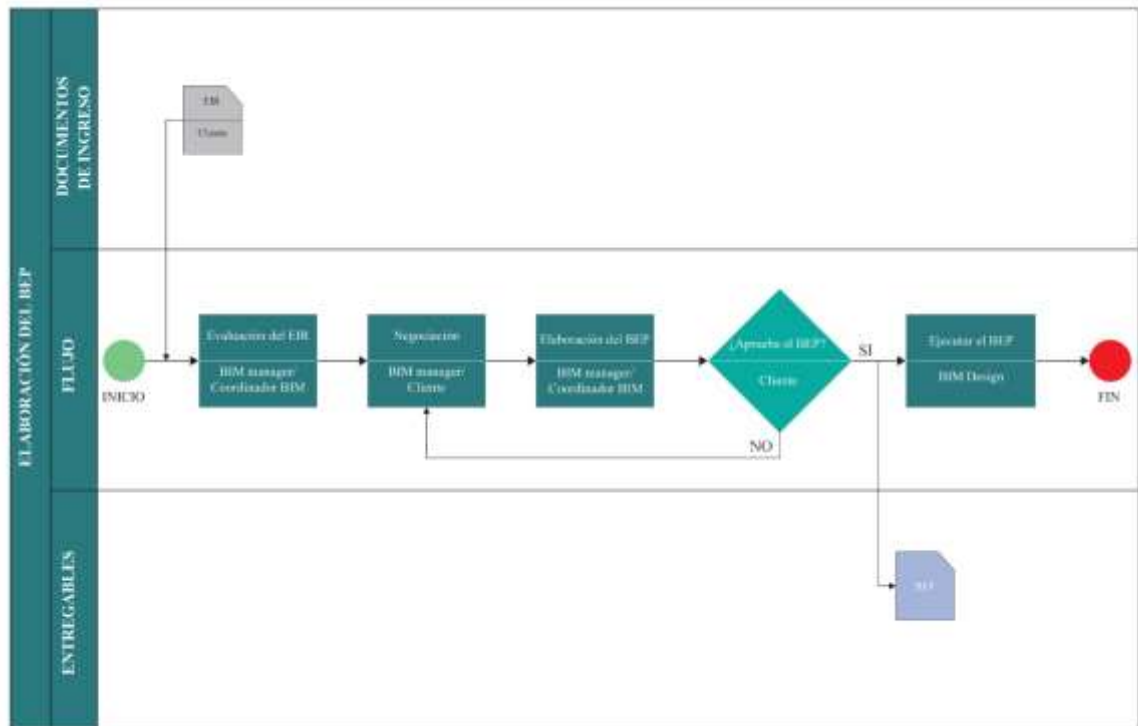 ELABORACIÓN DEL BEP
DOCUMENTOS
DE INGRESO
EIR
Cliente
FLUJO
INICIO
Evaluación del EIR
BIM manager/
Coordinador BIM
Negociación
BIM manager/
Cliente
Elaboración del BEP
BIM manager/
Coordinador BIM
¿Aprueba el BEP?
Cliente
SI
NO
Ejecutar el BEP
BIM Design
FIN
ENTREGABLES
BEP